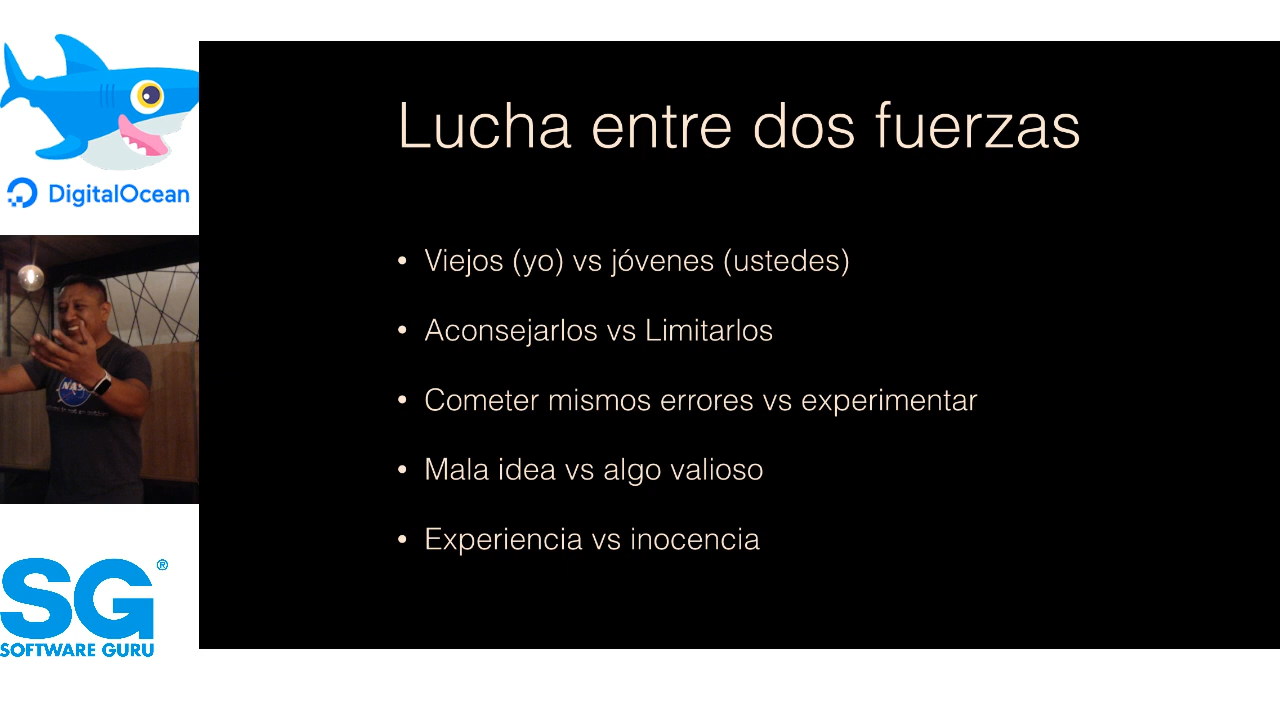 DigitalOcean
NASA
SG®
SOFTWARE GURU
Lucha entre dos fuerzas
• Viejos (yo) vs jóvenes (ustedes)
• Aconsejarlos vs Limitarlos
• Cometer mismos errores vs experimentar
• Mala idea vs algo valioso
• Experiencia vs inocencia